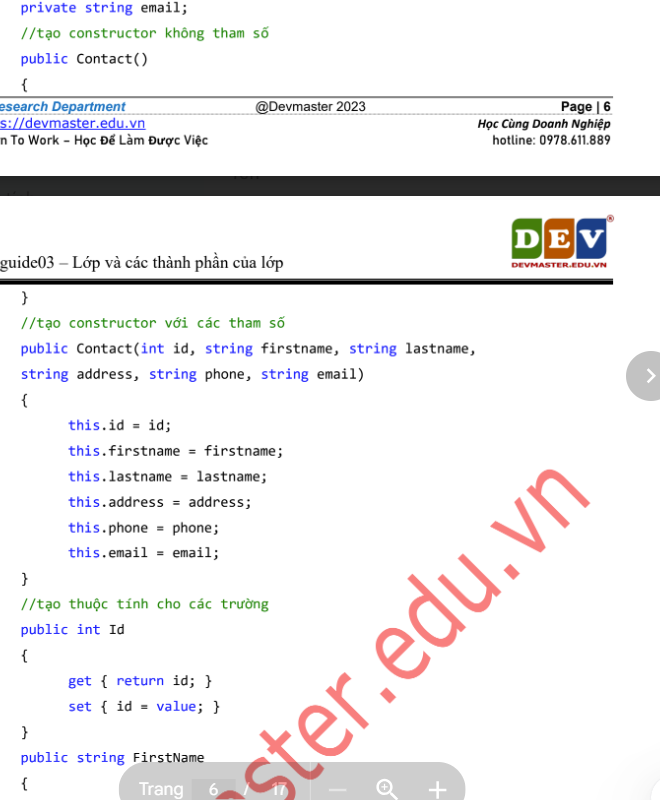 private string email;
//tạo constructor không tham số
public Contact()
{
esearch Department @Devmaster 2023 Page | 6
s://devmaster.edu.vn Học Cùng Doanh Nghiệp
n To Work – Học Để Làm Được Việc hotline: 0978.611.889
DEV®
DEVMASTER.EDU.VN
guide03 – Lớp và các thành phần của lớp
}
//tạo constructor với các tham số
public Contact(int id, string firstname, string lastname,
string address, string phone, string email)
{
this.id = id;
this.firstname = firstname;
this.lastname = lastname;
this.address = address;
this.phone = phone;
this.email = email;
}
//tạo thuộc tính cho các trường
public int Id
{
get { return id; }
set { id = value; }
}
public string FirstName
{
ster.edu.vn
Trang 6 / 17